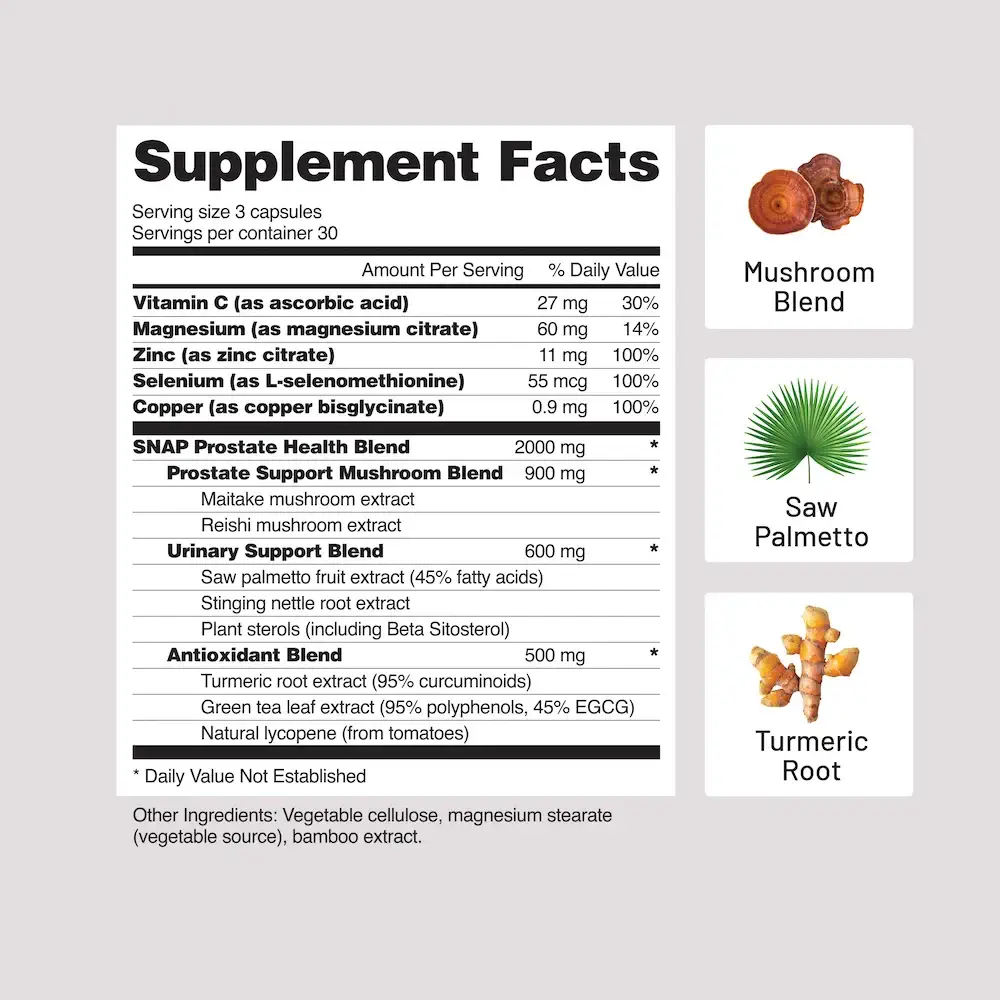 Supplement Facts
Serving size 3 capsules
Servings per container 30
Amount Per Serving % Daily Value
Vitamin C (as ascorbic acid) 27 mg 30%
Magnesium (as magnesium citrate) 60 mg 14%
Zinc (as zinc citrate) 11 mg 100%
Selenium (as L-selenomethionine) 55 mcg 100%
Copper (as copper bisglycinate) 0.9 mg 100%
SNAP Prostate Health Blend 2000 mg *
Prostate Support Mushroom Blend 900 mg *
Maitake mushroom extract
Reishi mushroom extract
Urinary Support Blend 600 mg *
Saw palmetto fruit extract (45% fatty acids)
Stinging nettle root extract
Plant sterols (including Beta Sitosterol)
Antioxidant Blend 500 mg *
Turmeric root extract (95% curcuminoids)
Green tea leaf extract (95% polyphenols, 45% EGCG)
Natural lycopene (from tomatoes)
* Daily Value Not Established
Other Ingredients: Vegetable cellulose, magnesium stearate
(vegetable source), bamboo extract.
Mushroom
Blend
Saw
Palmetto
Turmeric
Root